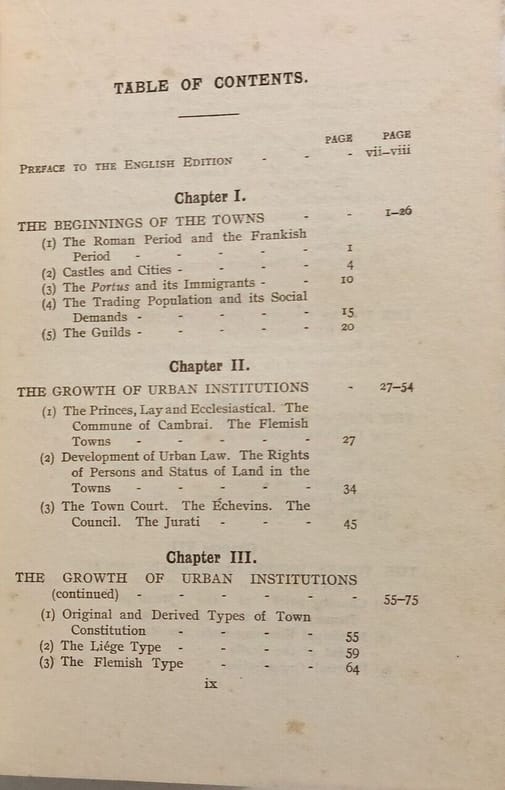 TABLE OF CONTENTS.
PAGE PAGE
PREFACE TO THE ENGLISH EDITION - - - vii–viii
Chapter I.
THE BEGINNINGS OF THE TOWNS - - 1–26
(1) The Roman Period and the Frankish
Period - - - - - 1
(2) Castles and Cities - - - - 4
(3) The Portus and its Immigrants - - 10
(4) The Trading Population and its Social
Demands - - - - - 15
(5) The Guilds - - - - - 20
Chapter II.
THE GROWTH OF URBAN INSTITUTIONS - 27–54
(1) The Princes, Lay and Ecclesiastical. The
Commune of Cambrai. The Flemish
Towns - - - - - 27
(2) Development of Urban Law. The Rights
of Persons and Status of Land in the
Towns - - - - - 34
(3) The Town Court. The Échevins. The
Council. The Jurati - - - 45
Chapter III.
THE GROWTH OF URBAN INSTITUTIONS
(continued) - - - - - - 55–75
(1) Original and Derived Types of Town
Constitution - - - - 55
(2) The Liége Type - - - - 59
(3) The Flemish Type - - - 64
ix